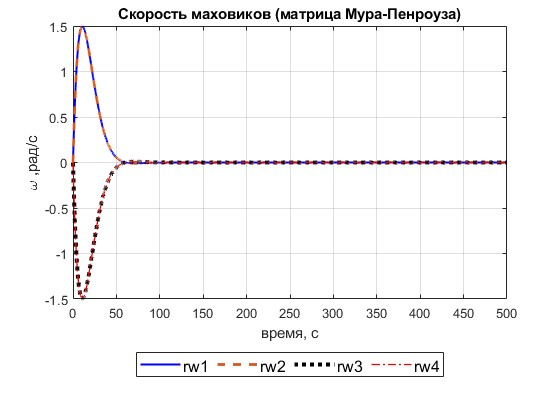 Скорость маховиков (матрица Мура-Пенроуза)
1.5
1
0.5
0
-0.5
-1
-1.5
ω ,рад/с
0 50 100 150 200 250 300 350 400 450 500
время, с
rw1 rw2 rw3 rw4